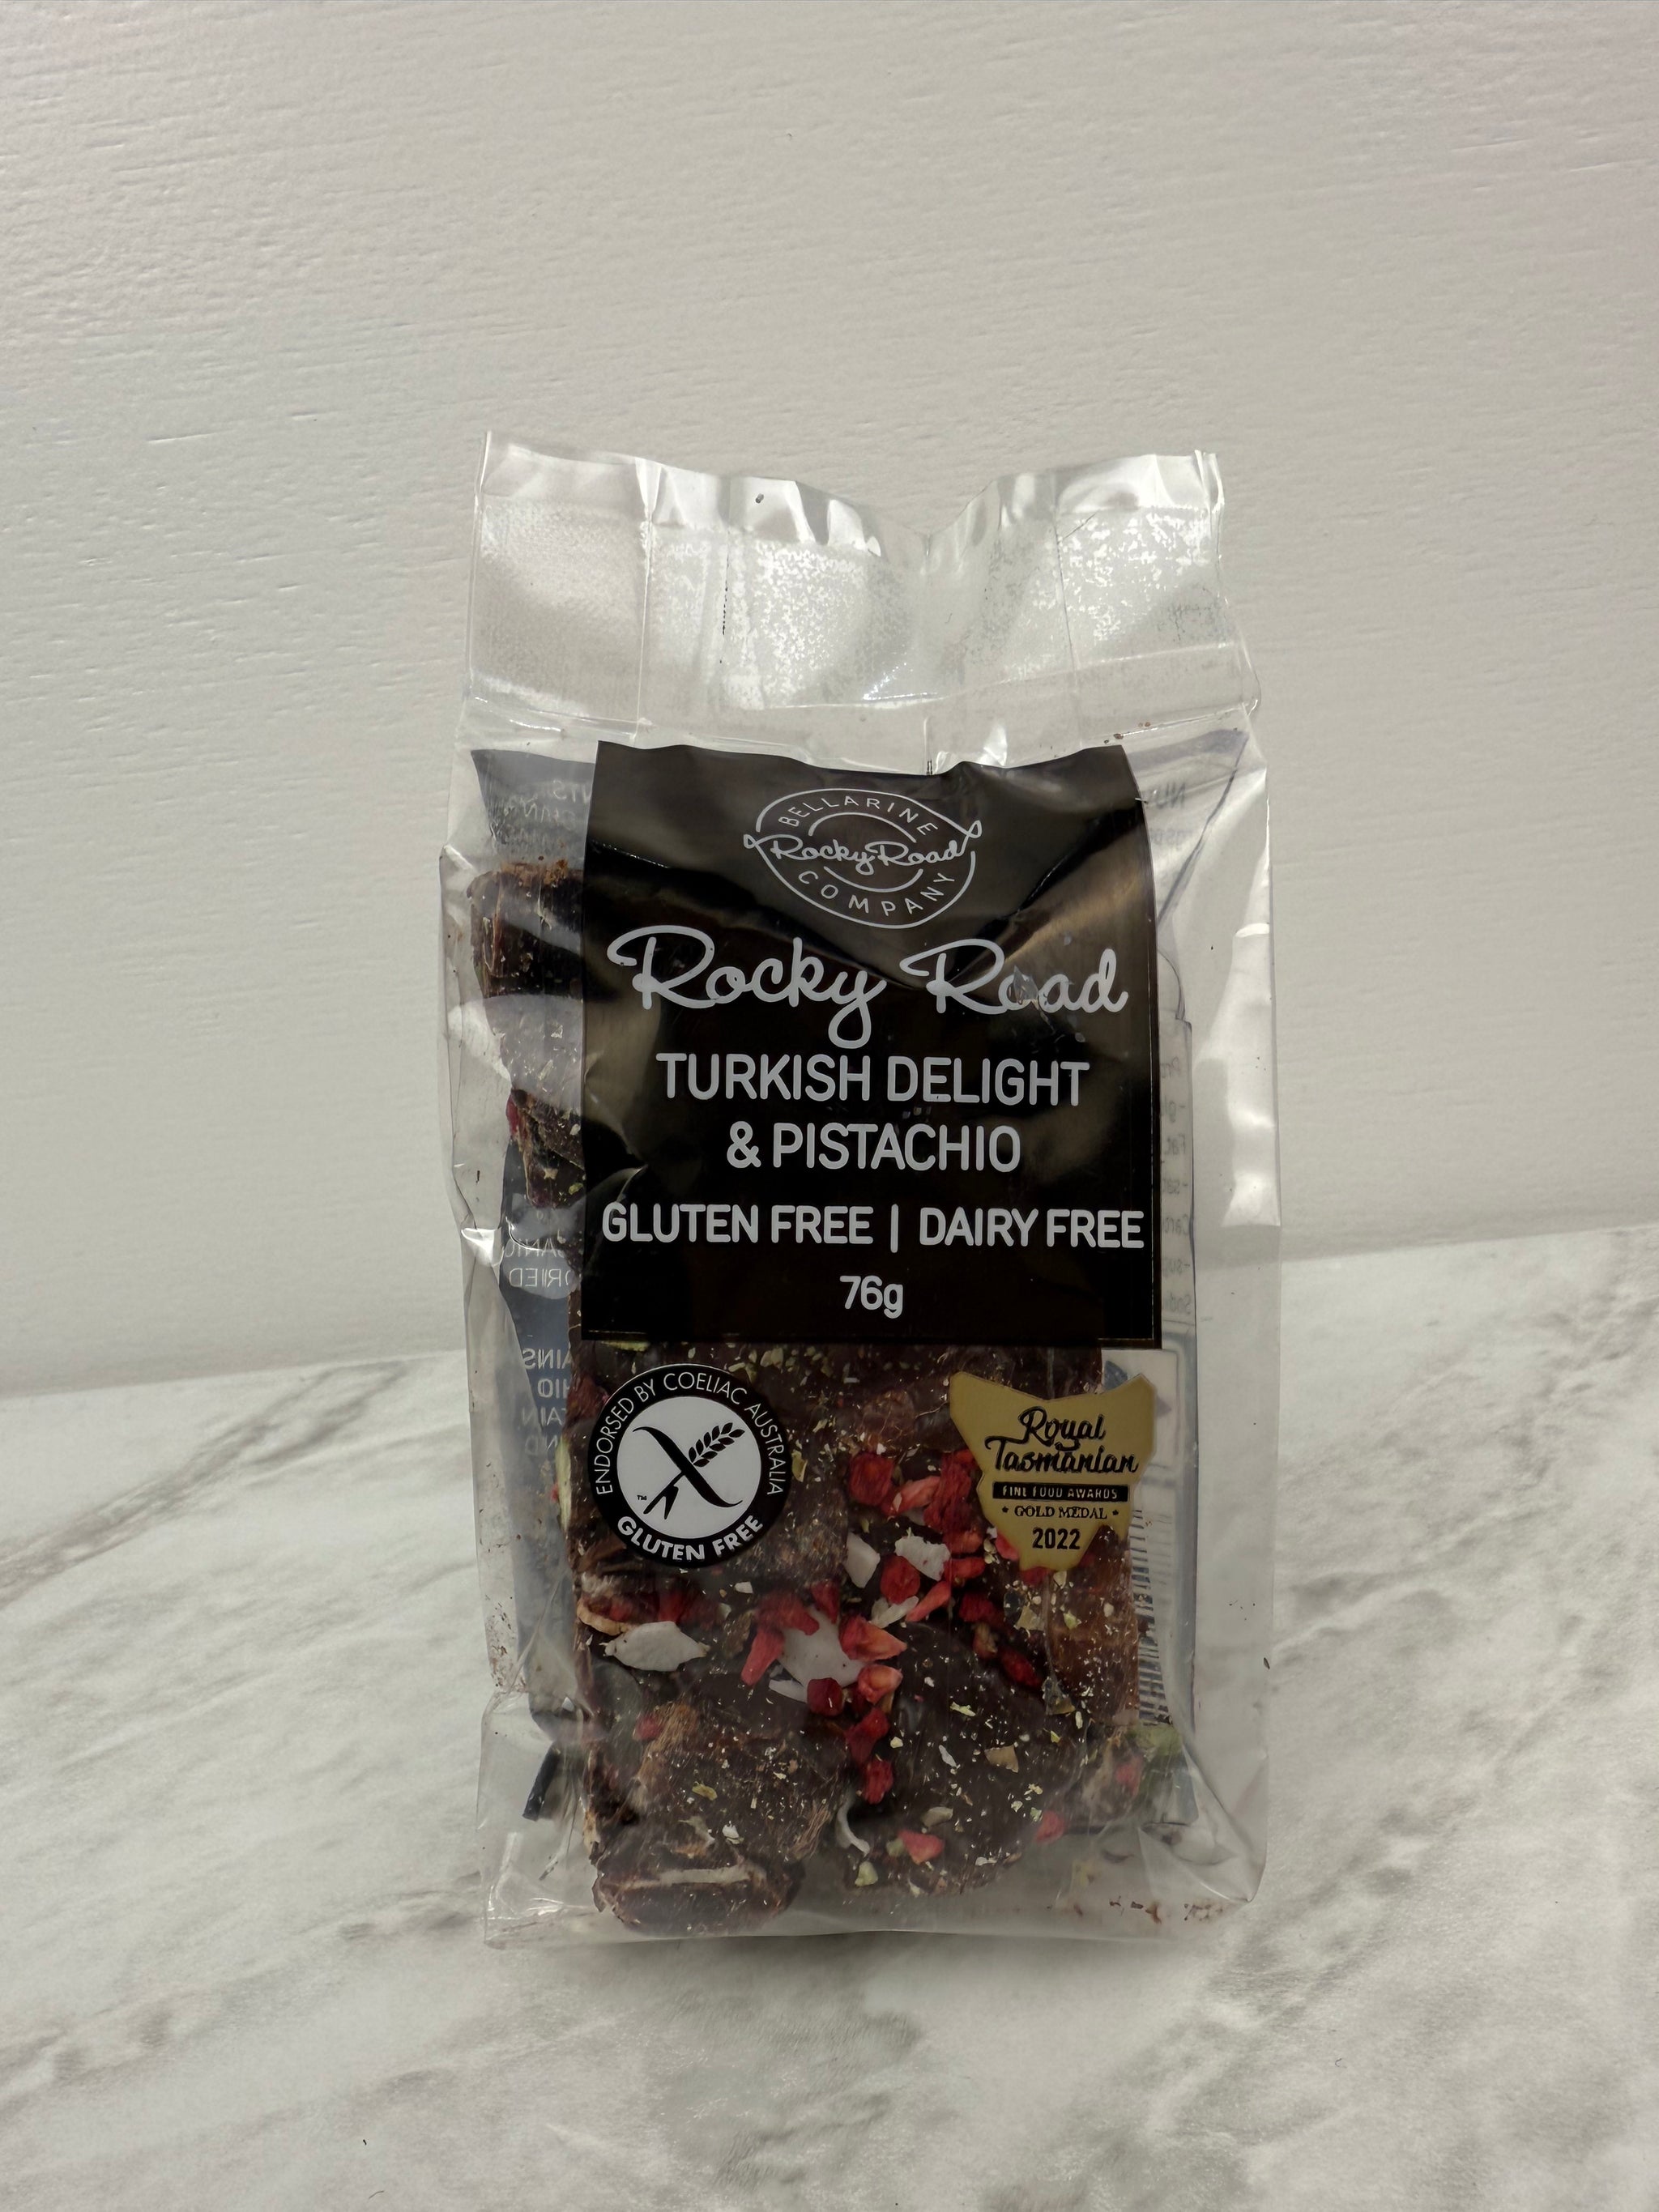 BELLARINE
Rocky Road
COMPANY
Rocky Road
TURKISH DELIGHT
& PISTACHIO
GLUTEN FREE | DAIRY FREE
76g
ENDORSED BY COELIAC AUSTRALIA
™
GLUTEN FREE
Royal
Tasmanian
FINE FOOD AWARDS
• GOLD MEDAL •
2022